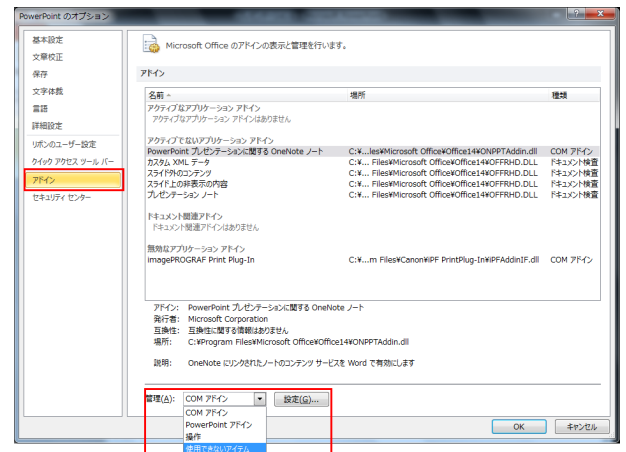 PowerPoint のオプション
基本設定
文章校正
保存
文字体裁
言語
詳細設定
リボンのユーザー設定
クイック アクセス ツール バー
アドイン
セキュリティ センター
Microsoft Office のアドインの表示と管理を行います。
アドイン
名前 場所 種類
アクティブなアプリケーション アドイン
アクティブなアプリケーション アドインはありません
アクティブでないアプリケーション アドイン
PowerPoint プレゼンテーションに関する OneNote ノート C:¥...les¥Microsoft Office¥Office14¥ONPPTAddin.dll COM アドイン
カスタム XML データ C:¥... Files¥Microsoft Office¥Office14¥OFFRHD.DLL ドキュメント検査
スライド外のコンテンツ C:¥... Files¥Microsoft Office¥Office14¥OFFRHD.DLL ドキュメント検査
スライド上の非表示の内容 C:¥... Files¥Microsoft Office¥Office14¥OFFRHD.DLL ドキュメント検査
プレゼンテーション ノート C:¥... Files¥Microsoft Office¥Office14¥OFFRHD.DLL ドキュメント検査
ドキュメント関連アドイン
ドキュメント関連アドインはありません
無効なアプリケーション アドイン
imagePROGRAF Print Plug-In C:¥...m Files¥Canon¥iPF PrintPlug-In¥iPFAddinIF.dll COM アドイン
アドイン: PowerPoint プレゼンテーションに関する OneNote ノート
発行者: Microsoft Corporation
互換性: 互換性に関する情報はありません
場所: C:¥Program Files¥Microsoft Office¥Office14¥ONPPTAddin.dll
説明: OneNote にリンクされたノートのコンテンツ サービスを Word で有効にします
管理(A): COM アドイン 設定(G)...
COM アドイン
PowerPoint アドイン
操作
使用できないアイテム
OK キャンセル